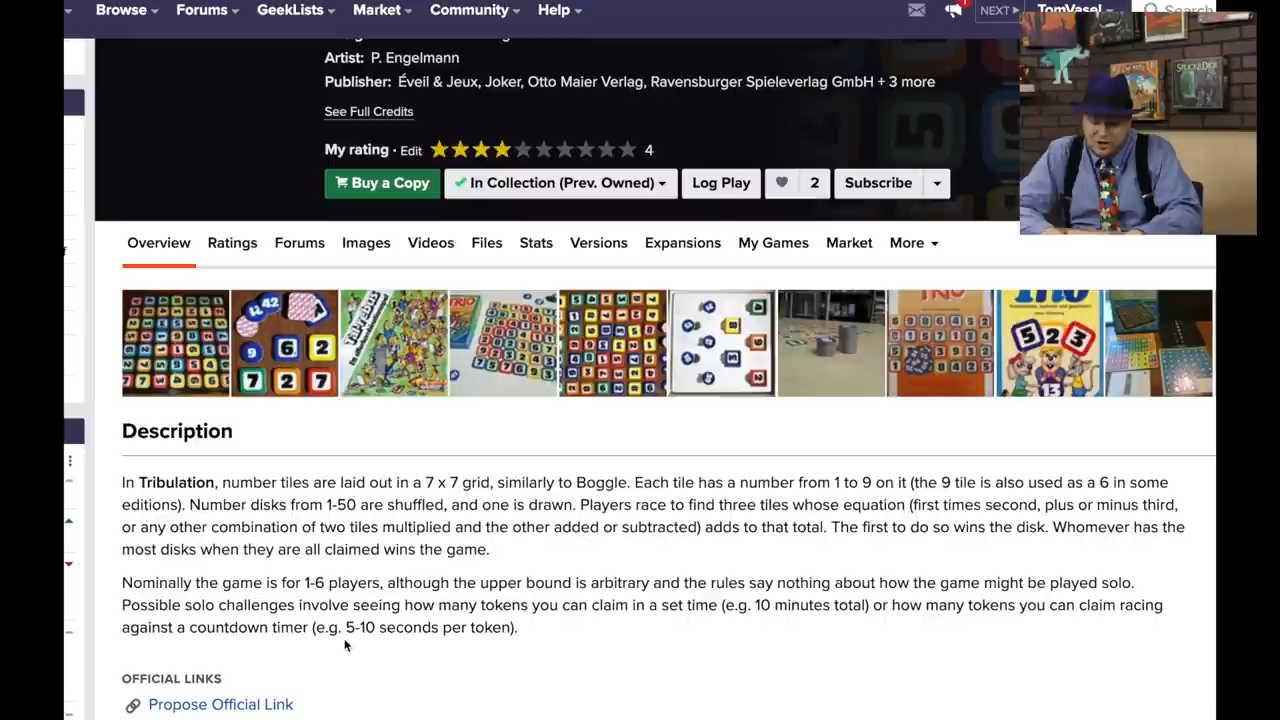 Browse Forums GeekLists Market Community Help NEXT TomVasel Search
Artist: P. Engelmann
Publisher: Éveil & Jeux, Joker, Otto Maier Verlag, Ravensburger Spieleverlag GmbH + 3 more
See Full Credits
My rating · Edit 4
Buy a Copy In Collection (Prev. Owned) Log Play 2 Subscribe
Overview Ratings Forums Images Videos Files Stats Versions Expansions My Games Market More
Description
In Tribulation, number tiles are laid out in a 7 x 7 grid, similarly to Boggle. Each tile has a number from 1 to 9 on it (the 9 tile is also used as a 6 in some
editions). Number disks from 1-50 are shuffled, and one is drawn. Players race to find three tiles whose equation (first times second, plus or minus third,
or any other combination of two tiles multiplied and the other added or subtracted) adds to that total. The first to do so wins the disk. Whomever has the
most disks when they are all claimed wins the game.
Nominally the game is for 1-6 players, although the upper bound is arbitrary and the rules say nothing about how the game might be played solo.
Possible solo challenges involve seeing how many tokens you can claim in a set time (e.g. 10 minutes total) or how many tokens you can claim racing
against a countdown timer (e.g. 5-10 seconds per token).
OFFICIAL LINKS
Propose Official Link